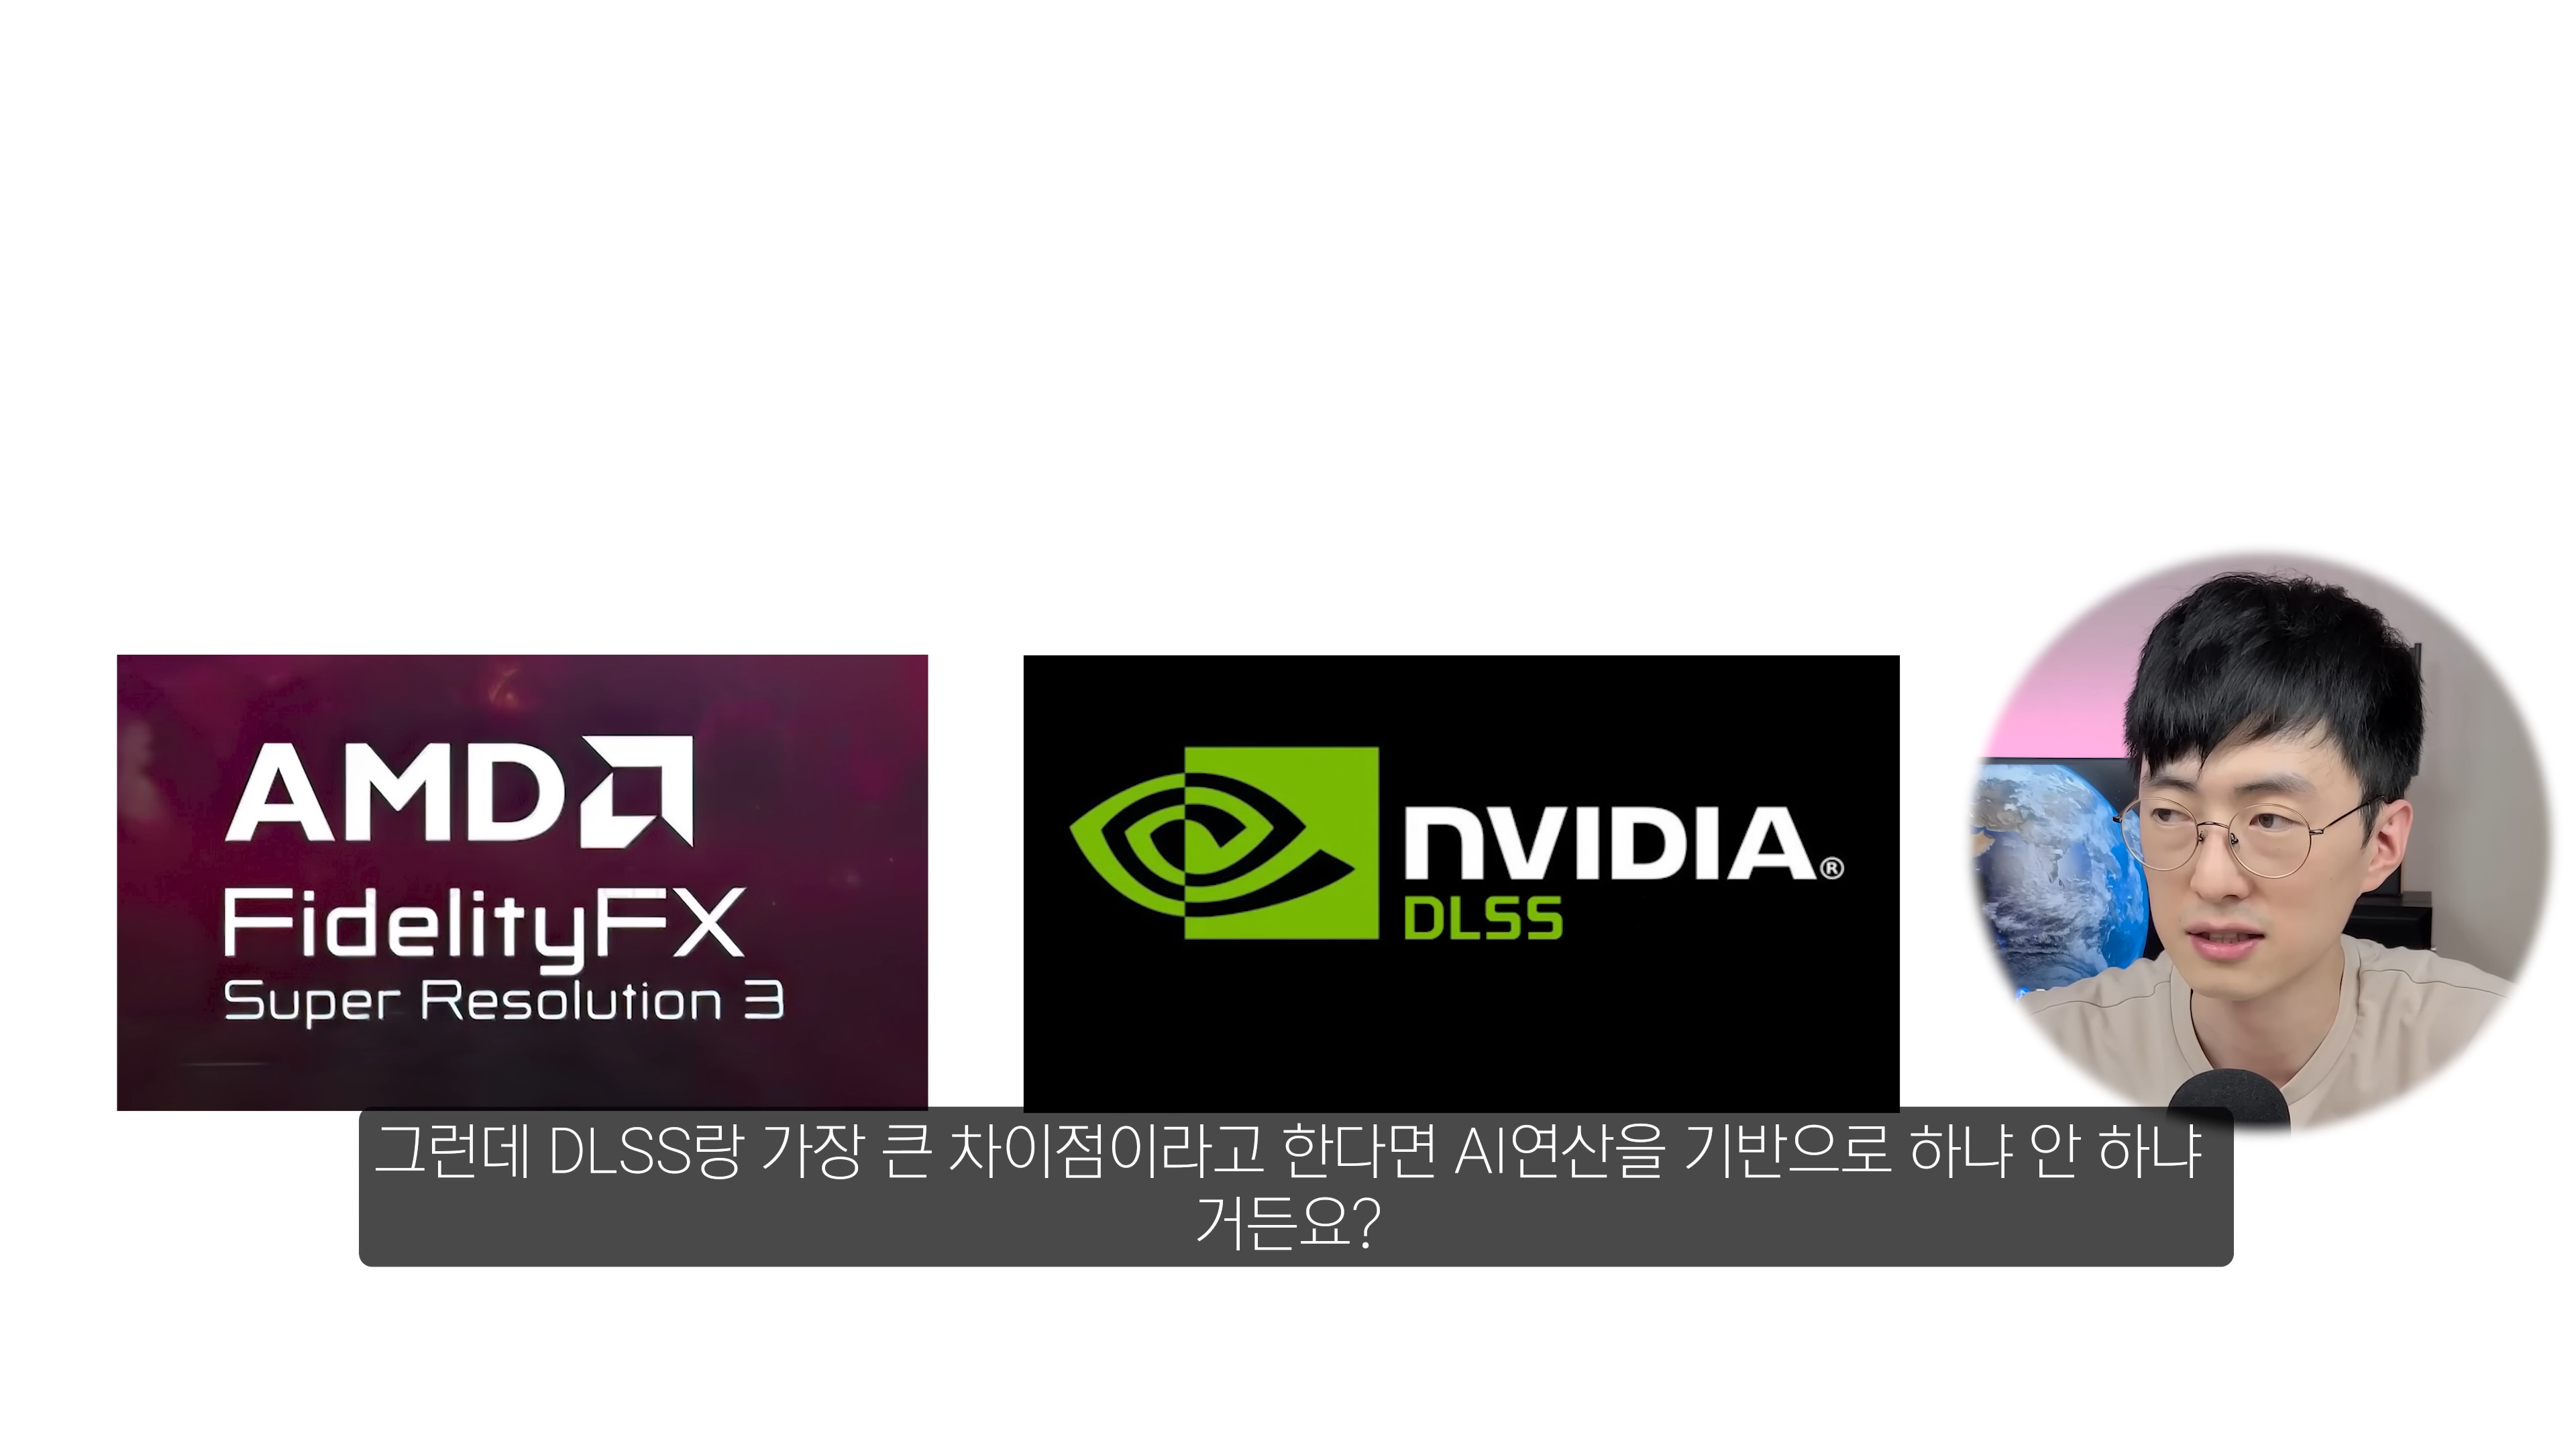 AMD
FidelityFX
Super Resolution 3
NVIDIA®
DLSS
그런데 DLSS랑 가장 큰 차이점이라고 한다면 AI연산을 기반으로 하냐 안 하냐
거든요?